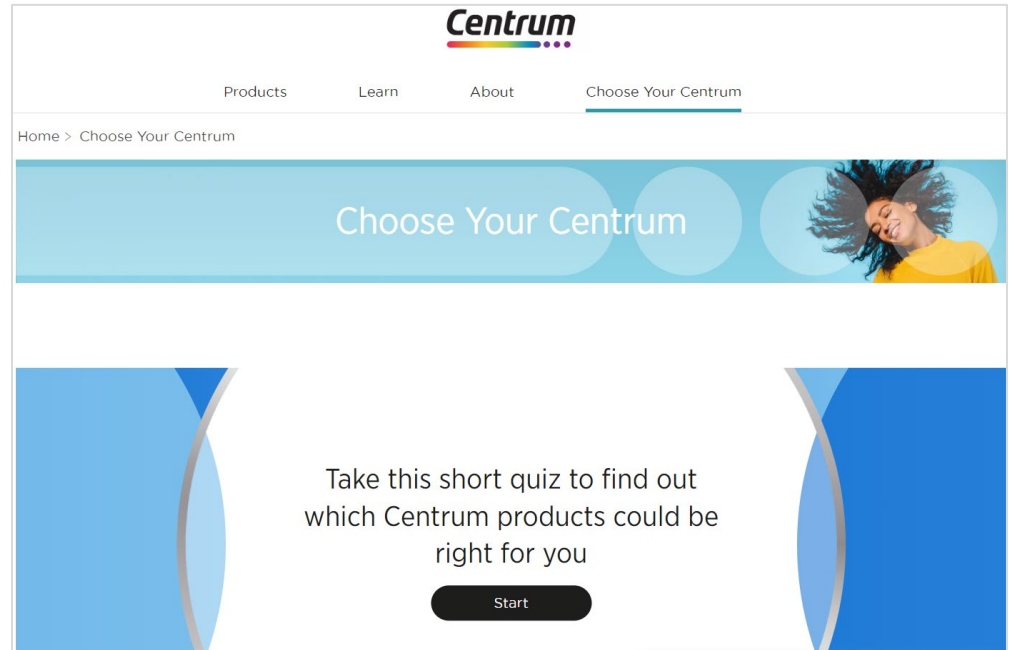 Centrum
Products Learn About Choose Your Centrum
Home > Choose Your Centrum
Choose Your Centrum
Take this short quiz to find out
which Centrum products could be
right for you
Start